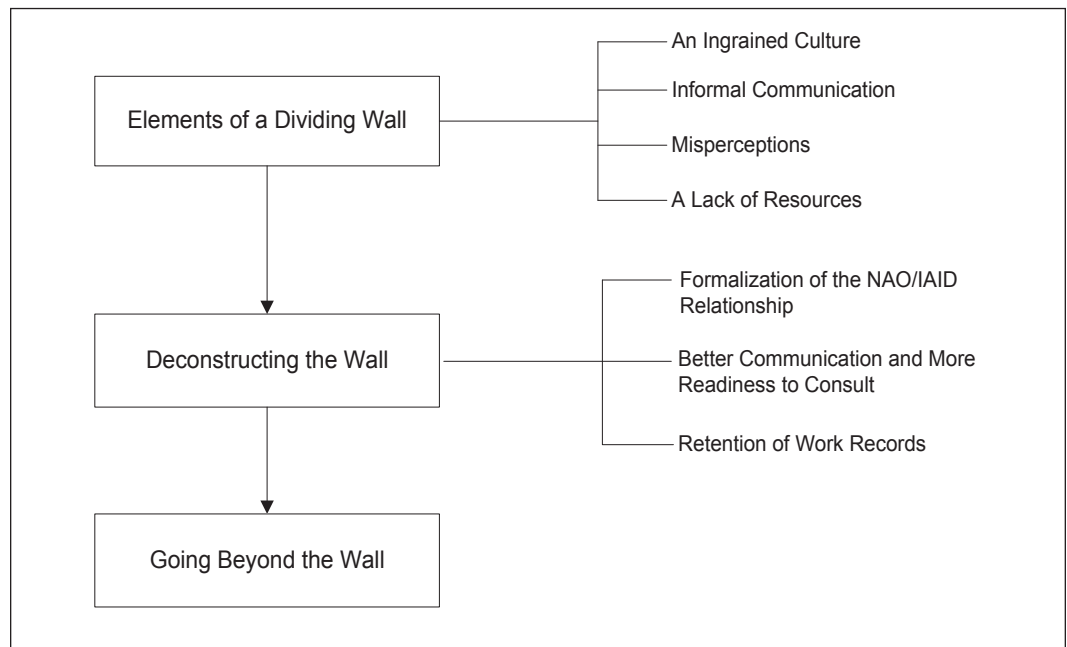 Elements of a Dividing Wall
An Ingrained Culture
Informal Communication
Misperceptions
A Lack of Resources
Deconstructing the Wall
Formalization of the NAO/IAID
Relationship
Better Communication and More
Readiness to Consult
Retention of Work Records
Going Beyond the Wall